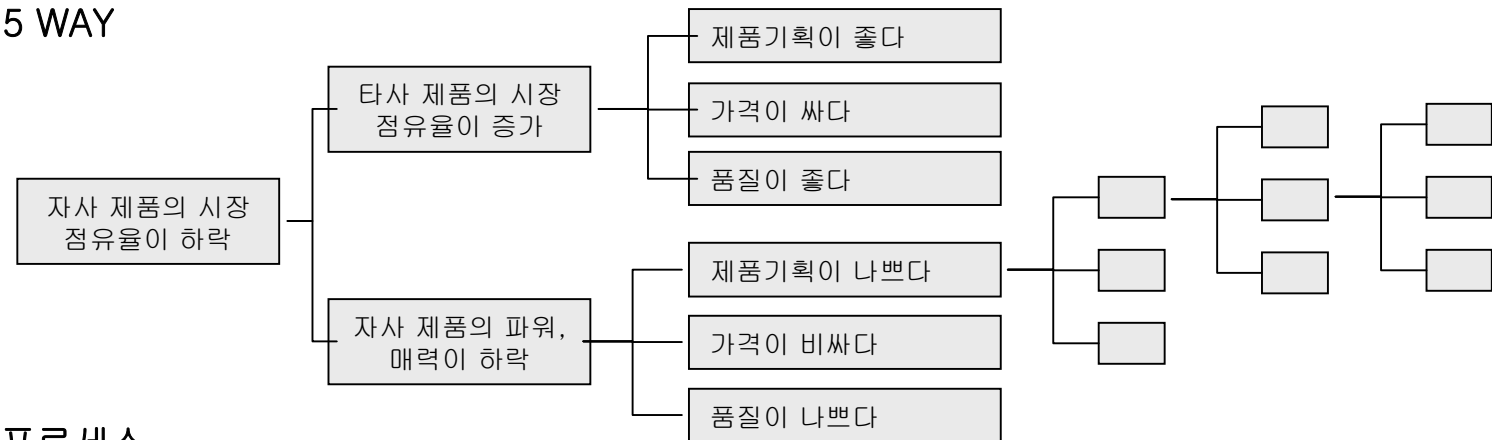 5 WAY
제품기획이 좋다
타사 제품의 시장
점유율이 증가
가격이 싸다
품질이 좋다
자사 제품의 시장
점유율이 하락
제품기획이 나쁘다
자사 제품의 파워,
매력이 하락
가격이 비싸다
품질이 나쁘다
프로세스